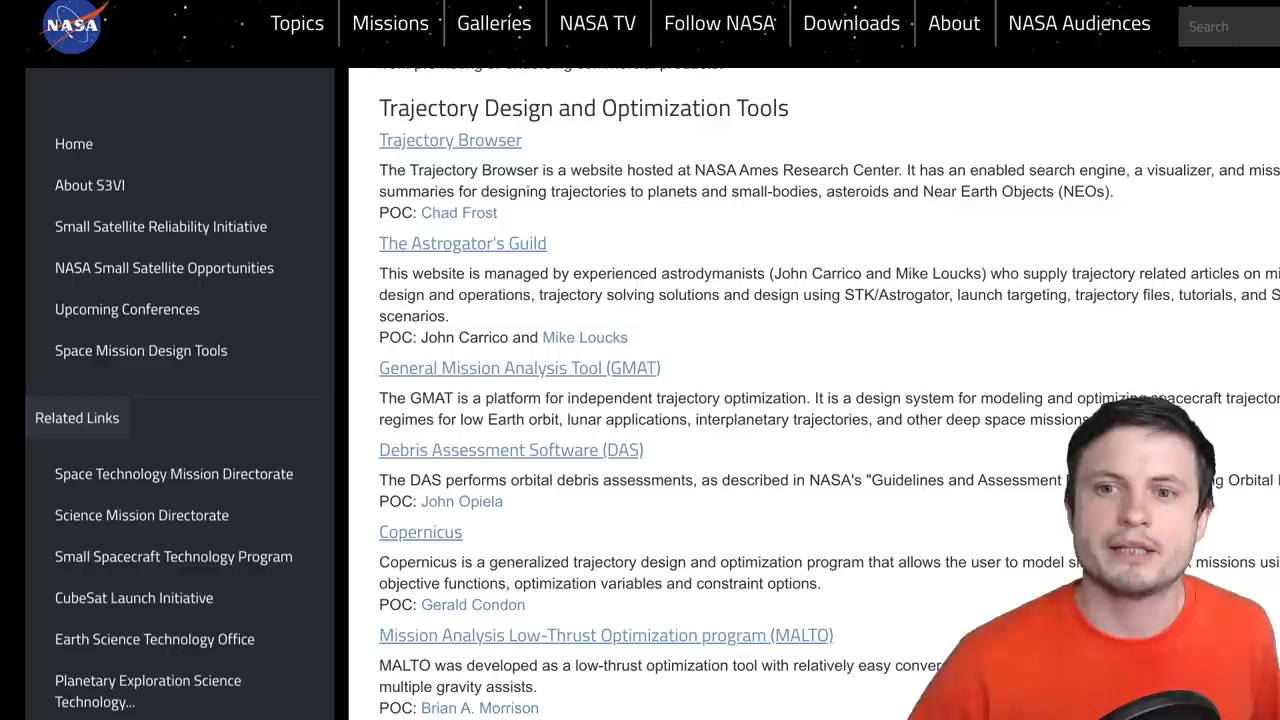 NASA
Topics
Missions
Galleries
NASA TV
Follow NASA
Downloads
About
NASA Audiences
Search
Home
About S3VI
Small Satellite Reliability Initiative
NASA Small Satellite Opportunities
Upcoming Conferences
Space Mission Design Tools
Related Links
Space Technology Mission Directorate
Science Mission Directorate
Small Spacecraft Technology Program
CubeSat Launch Initiative
Earth Science Technology Office
Planetary Exploration Science
Technology...
Trajectory Design and Optimization Tools
Trajectory Browser
The Trajectory Browser is a website hosted at NASA Ames Research Center. It has an enabled search engine, a visualizer, and miss
summaries for designing trajectories to planets and small-bodies, asteroids and Near Earth Objects (NEOs).
POC: Chad Frost
The Astrogator's Guild
This website is managed by experienced astrodymanists (John Carrico and Mike Loucks) who supply trajectory related articles on mi
design and operations, trajectory solving solutions and design using STK/Astrogator, launch targeting, trajectory files, tutorials, and S
scenarios.
POC: John Carrico and Mike Loucks
General Mission Analysis Tool (GMAT)
The GMAT is a platform for independent trajectory optimization. It is a design system for modeling and optimizing spacecraft trajector
regimes for low Earth orbit, lunar applications, interplanetary trajectories, and other deep space missions
Debris Assessment Software (DAS)
The DAS performs orbital debris assessments, as described in NASA's "Guidelines and Assessment g Orbital
POC: John Opiela
Copernicus
Copernicus is a generalized trajectory design and optimization program that allows the user to model missions usi
objective functions, optimization variables and constraint options.
POC: Gerald Condon
Mission Analysis Low-Thrust Optimization program (MALTO)
MALTO was developed as a low-thrust optimization tool with relatively easy conver
multiple gravity assists.
POC: Brian A. Morrison